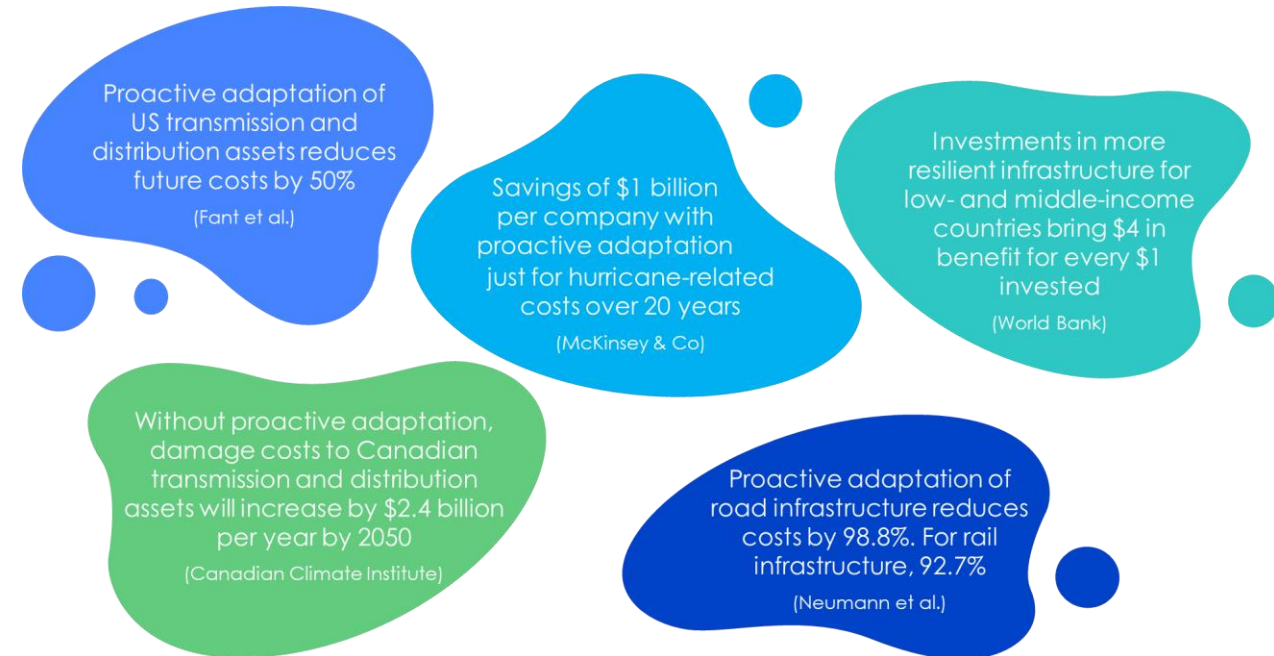 Proactive adaptation of
US transmission and
distribution assets reduces
future costs by 50%
(Fant et al.)
Savings of $1 billion
per company with
proactive adaptation
just for hurricane-related
costs over 20 years
(McKinsey & Co)
Investments in more
resilient infrastructure for
low- and middle-income
countries bring $4 in
benefit for every $1
invested
(World Bank)
Without proactive adaptation,
damage costs to Canadian
transmission and distribution
assets will increase by $2.4 billion
per year by 2050
(Canadian Climate Institute)
Proactive adaptation of
road infrastructure reduces
costs by 98.8%. For rail
infrastructure, 92.7%
(Neumann et al.)